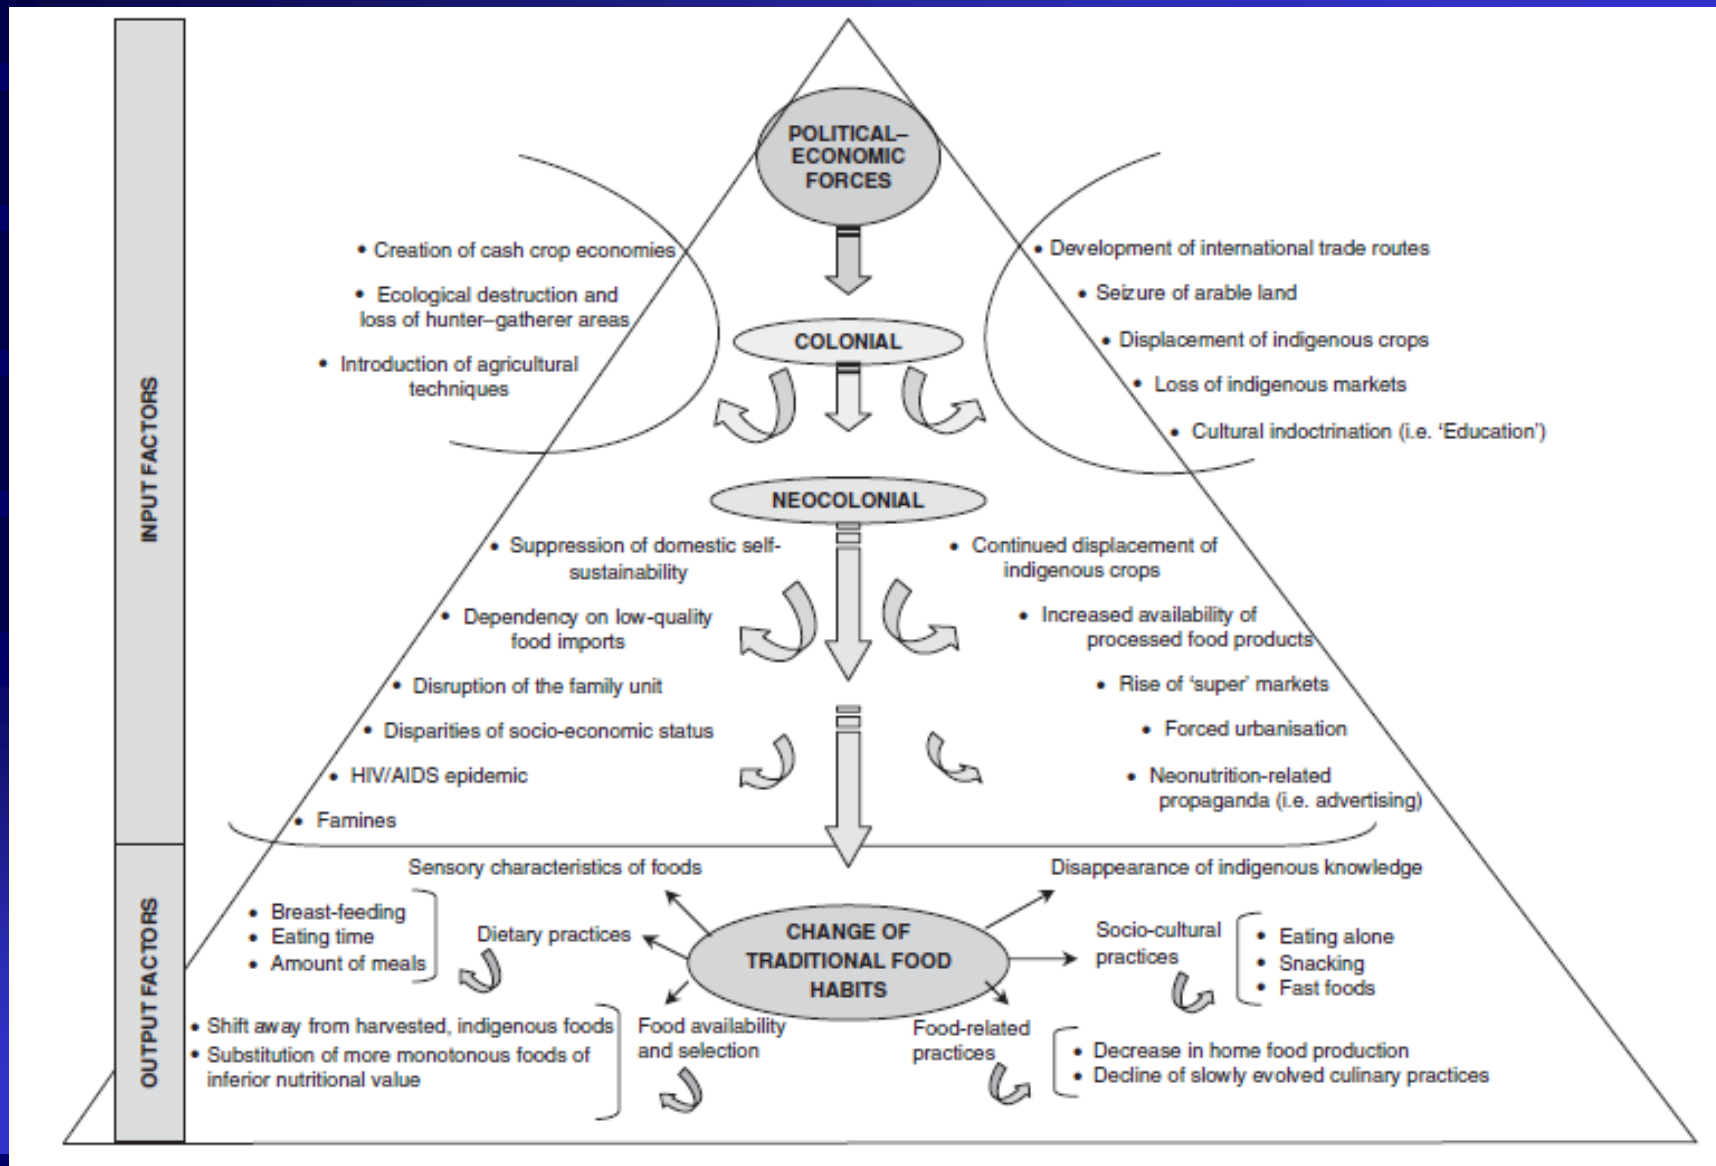 INPUT FACTORS
POLITICAL–
ECONOMIC
FORCES
• Creation of cash crop economies
• Ecological destruction and
loss of hunter–gatherer areas
• Introduction of agricultural
techniques
• Development of international trade routes
• Seizure of arable land
• Displacement of indigenous crops
• Loss of indigenous markets
• Cultural indoctrination (i.e. ‘Education’)
COLONIAL
NEOCOLONIAL
• Suppression of domestic self-
sustainability
• Dependency on low-quality
food imports
• Disruption of the family unit
• Disparities of socio-economic status
• HIV/AIDS epidemic
• Famines
• Continued displacement of
indigenous crops
• Increased availability of
processed food products
• Rise of ‘super’ markets
• Forced urbanisation
• Neonutrition-related
propaganda (i.e. advertising)
OUTPUT FACTORS
CHANGE OF
TRADITIONAL FOOD
HABITS
Sensory characteristics of foods
Dietary practices
• Breast-feeding
• Eating time
• Amount of meals
Food availability
and selection
• Shift away from harvested, indigenous foods
• Substitution of more monotonous foods of
inferior nutritional value
Disappearance of indigenous knowledge
Socio-cultural
practices
• Eating alone
• Snacking
• Fast foods
Food-related
practices
• Decrease in home food production
• Decline of slowly evolved culinary practices